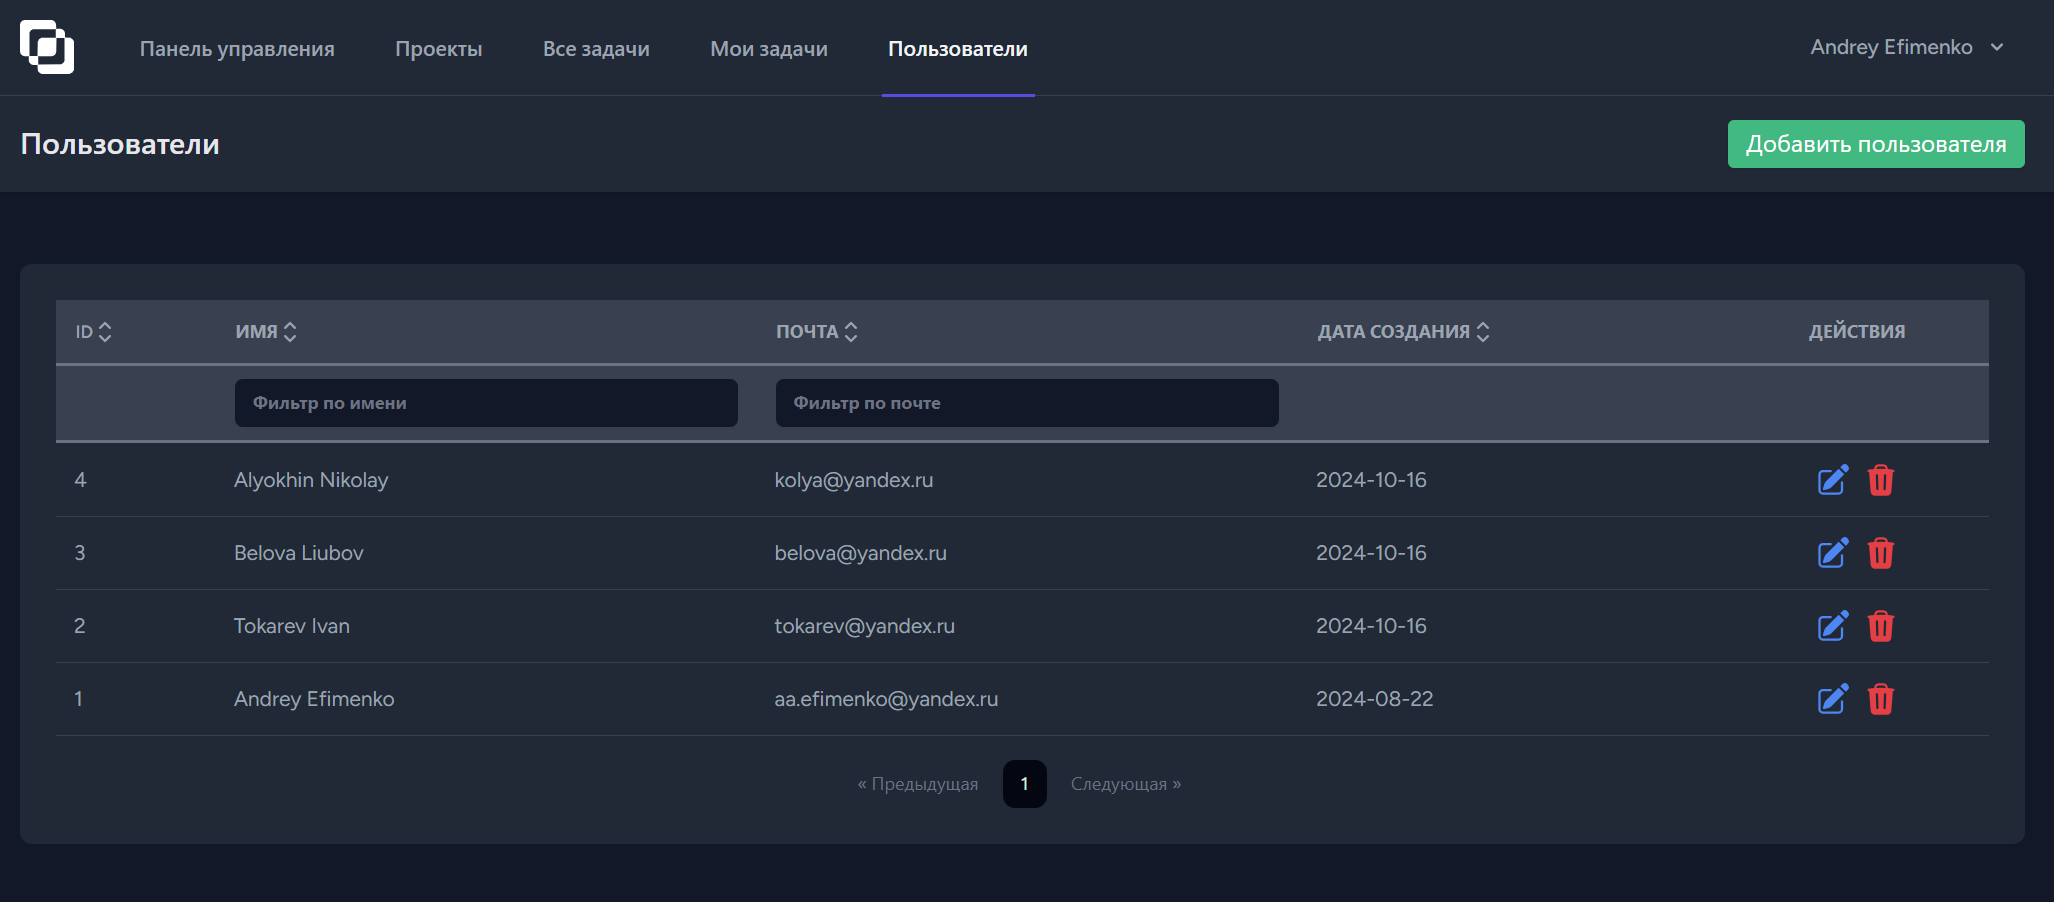 Панель управления Проекты Все задачи Мои задачи Пользователи Andrey Efimenko
Пользователи Добавить пользователя
ID ИМЯ ПОЧТА ДАТА СОЗДАНИЯ ДЕЙСТВИЯ
Фильтр по имени Фильтр по почте
4 Alyokhin Nikolay kolya@yandex.ru 2024-10-16
3 Belova Liubov belova@yandex.ru 2024-10-16
2 Tokarev Ivan tokarev@yandex.ru 2024-10-16
1 Andrey Efimenko aa.efimenko@yandex.ru 2024-08-22
« Предыдущая 1 Следующая »